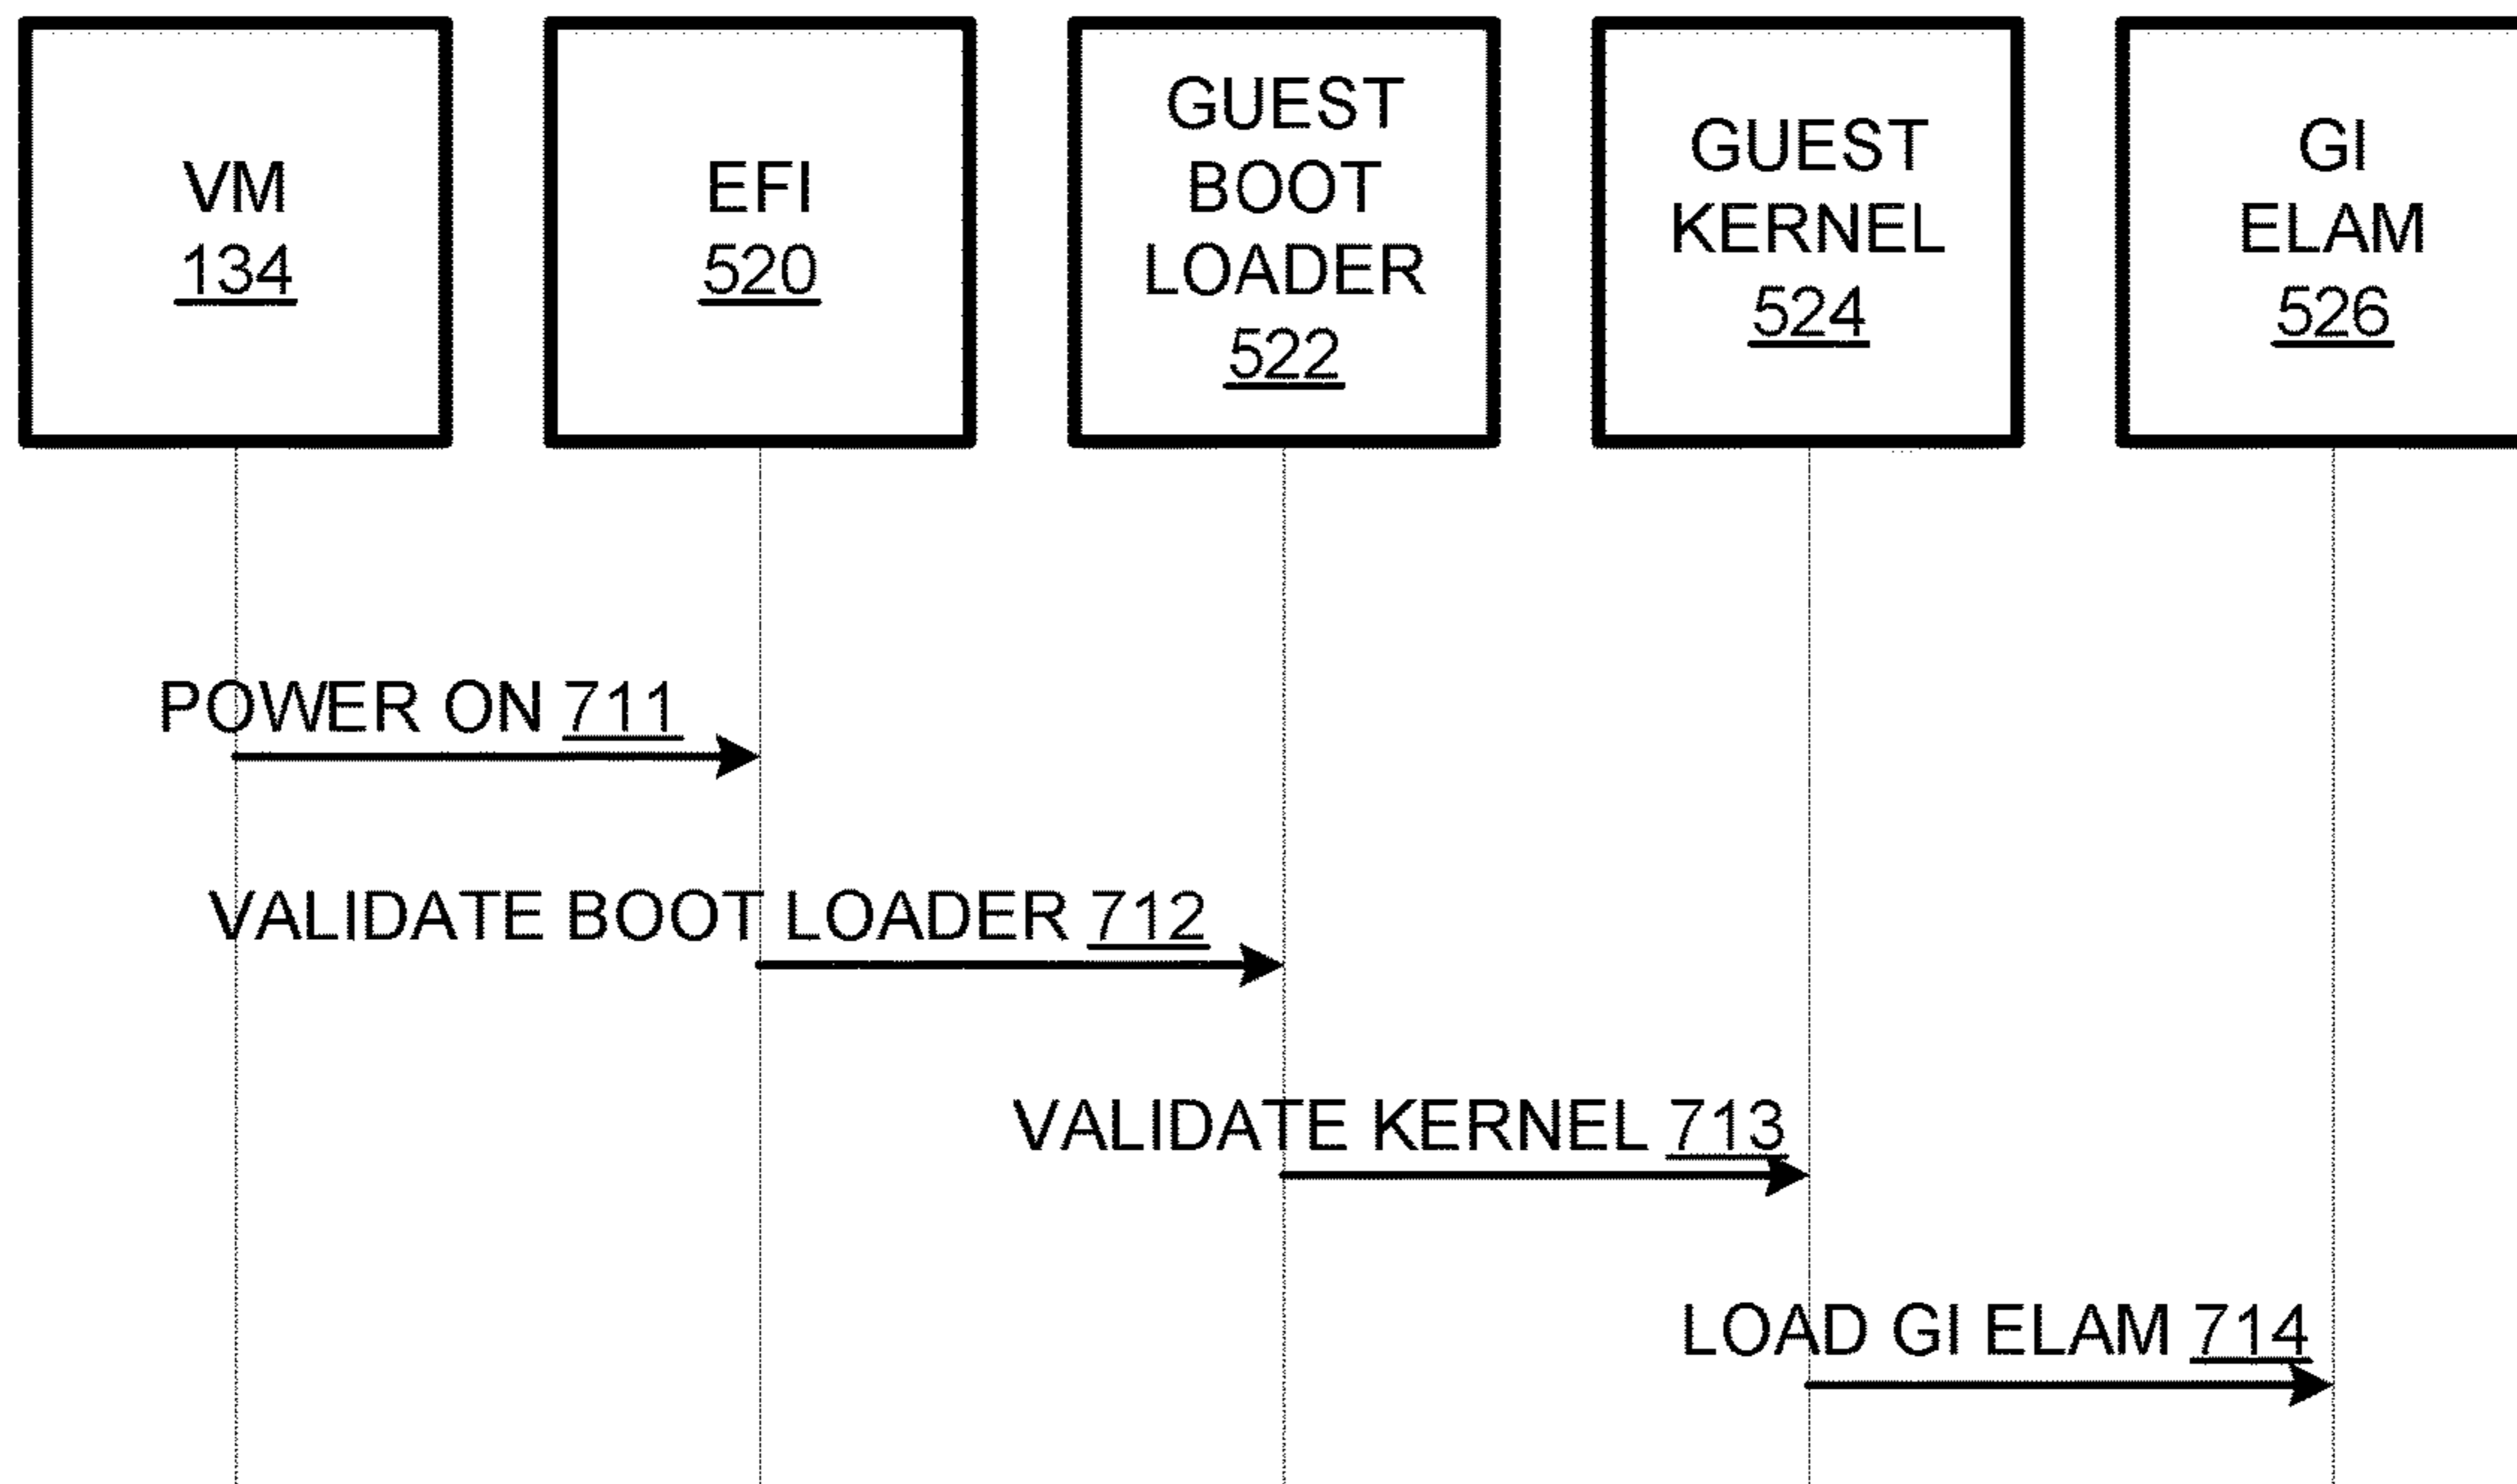 VM
134
EFI
520
GUEST
BOOT
LOADER
522
GUEST
KERNEL
524
GI
ELAM
526
POWER ON 711
VALIDATE BOOT LOADER 712
VALIDATE KERNEL 713
LOAD GI ELAM 714